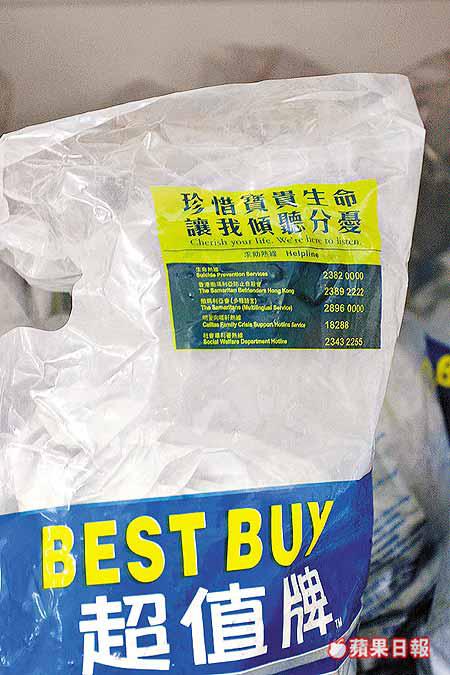 珍惜寶貴生命
讓我傾聽分憂
Cherish your life. We're here to listen.
求助熱線 Helpline
生命熱線
Suicide Prevention Services 2382 0000
香港撒瑪利亞防止自殺會
The Samaritan Befrienders Hong Kong 2389 2222
撒瑪利亞會(多種語言)
The Samaritans (Multilingual Service) 2896 0000
明愛向晴軒熱線
Caritas Family Crisis Support Hotline Service 18288
社會福利署熱線
Social Welfare Department Hotline 2343 2255
BEST BUY
超值牌™
蘋果日報